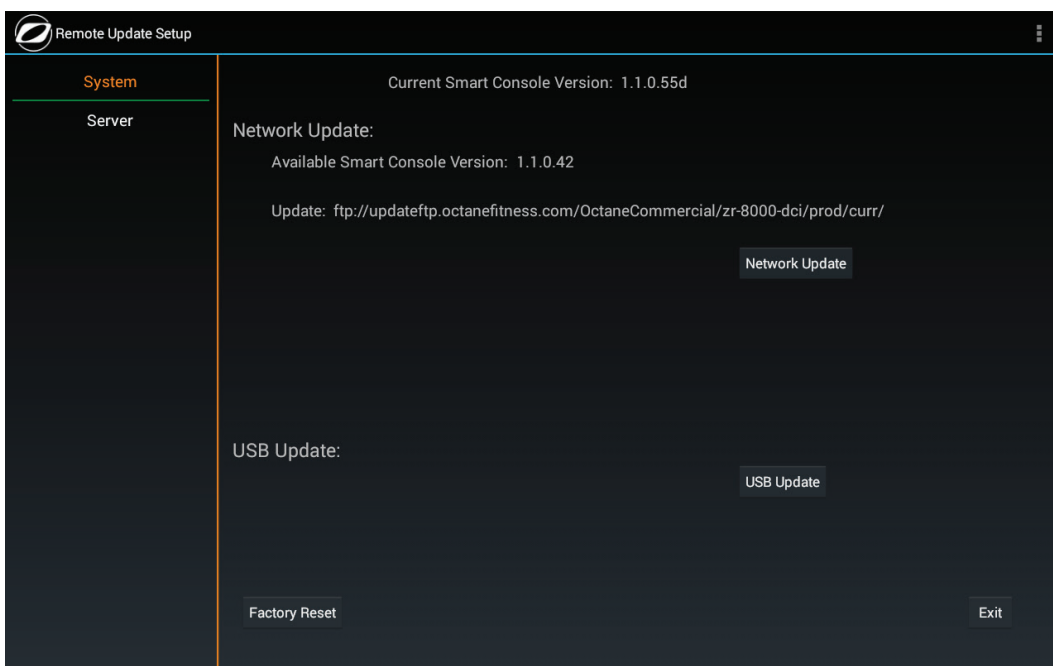 Remote Update Setup
System
Server
Current Smart Console Version: 1.1.0.55d
Network Update:
Available Smart Console Version: 1.1.0.42
Update: ftp://updateftp.octanefitness.com/OctaneCommercial/zr-8000-dci/prod/curr/
Network Update
USB Update:
USB Update
Factory Reset
Exit